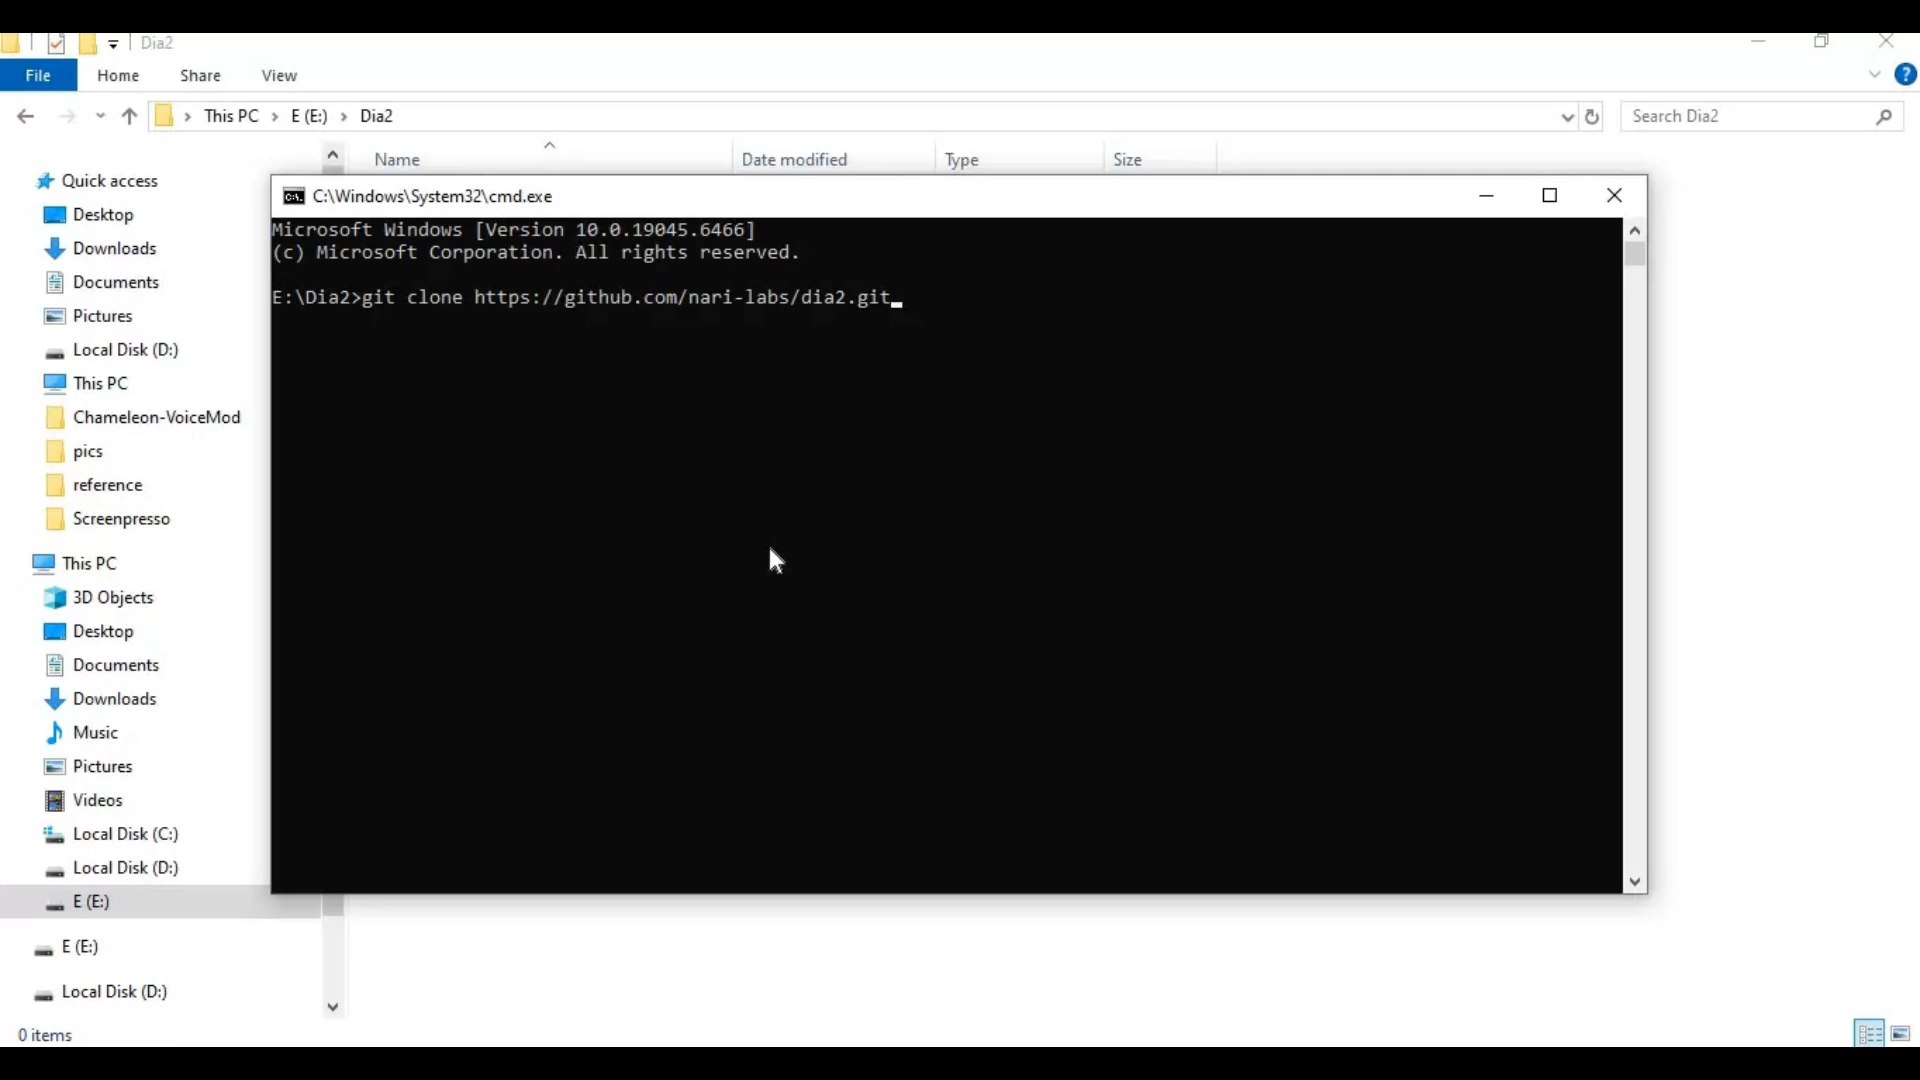 Dia2
File Home Share View
This PC > E (E:) > Dia2
Search Dia2
Name Date modified Type Size
Quick access
Desktop
Downloads
Documents
Pictures
Local Disk (D:)
This PC
Chameleon-VoiceMod
pics
reference
Screenpresso
This PC
3D Objects
Desktop
Documents
Downloads
Music
Pictures
Videos
Local Disk (C:)
Local Disk (D:)
E (E:)
E (E:)
Local Disk (D:)
0 items
C:\Windows\System32\cmd.exe
Microsoft Windows [Version 10.0.19045.6466]
(c) Microsoft Corporation. All rights reserved.
E:\Dia2>git clone https://github.com/nari-labs/dia2.git_